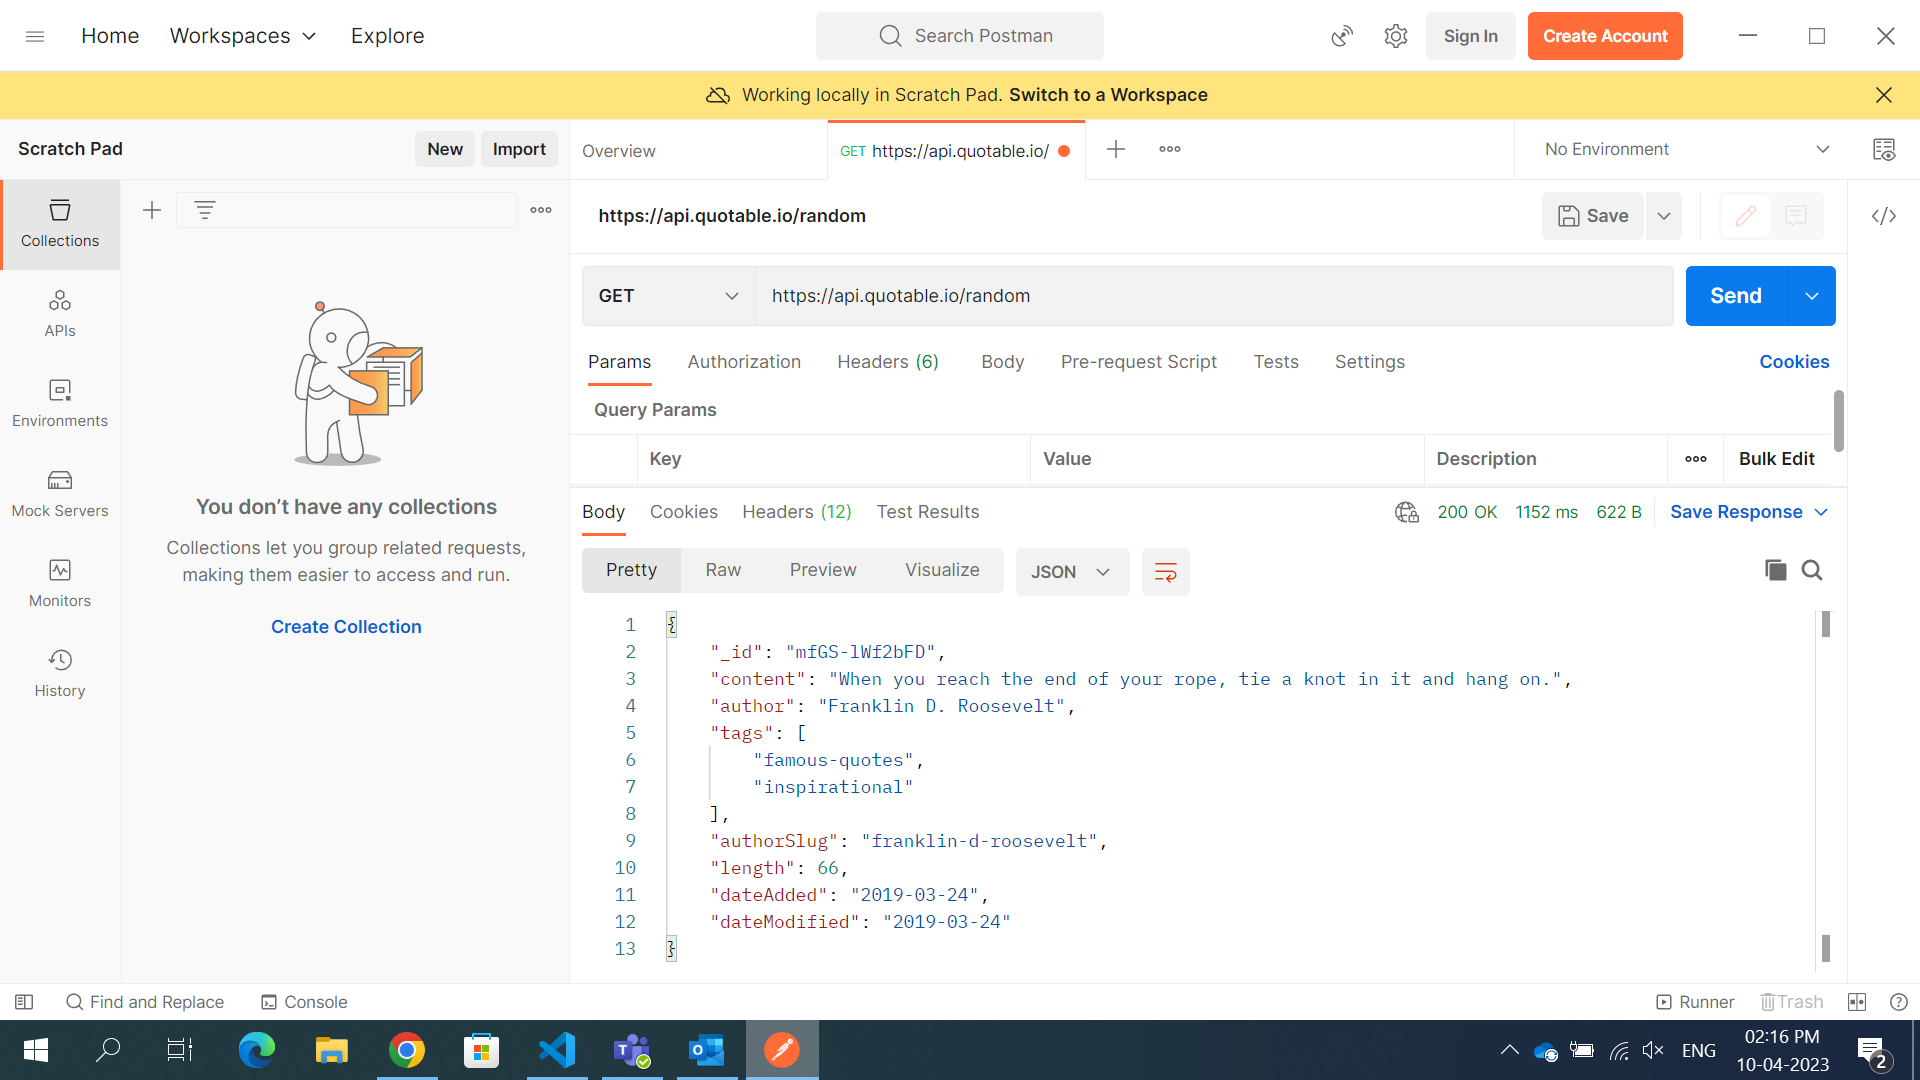 Home Workspaces Explore Search Postman Sign In Create Account
Working locally in Scratch Pad. Switch to a Workspace
Scratch Pad New Import Overview GET https://api.quotable.io/ No Environment
Collections
APIs
Environments
Mock Servers
Monitors
History
You don’t have any collections
Collections let you group related requests,
making them easier to access and run.
Create Collection
https://api.quotable.io/random Save
GET https://api.quotable.io/random Send
Params Authorization Headers (6) Body Pre-request Script Tests Settings Cookies
Query Params
Key Value Description Bulk Edit
Body Cookies Headers (12) Test Results 200 OK 1152 ms 622 B Save Response
Pretty Raw Preview Visualize JSON
1 {
2 "_id": "mfGS-lWf2bFD",
3 "content": "When you reach the end of your rope, tie a knot in it and hang on.",
4 "author": "Franklin D. Roosevelt",
5 "tags": [
6 "famous-quotes",
7 "inspirational"
8 ],
9 "authorSlug": "franklin-d-roosevelt",
10 "length": 66,
11 "dateAdded": "2019-03-24",
12 "dateModified": "2019-03-24"
13 }
Find and Replace Console Runner Trash
ENG 02:16 PM
10-04-2023 2